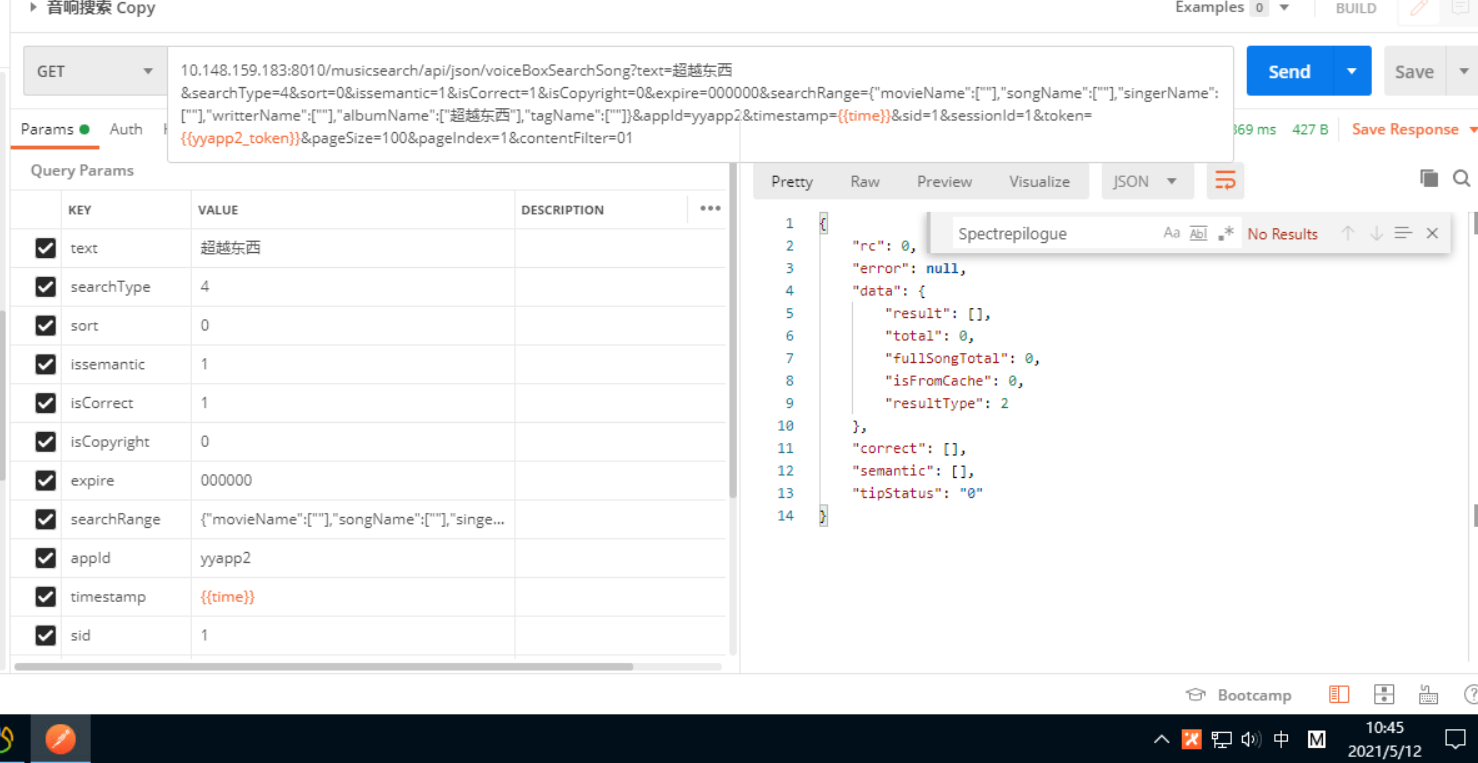 音响搜索 Copy
Examples 0
BUILD
GET
10.148.159.183:8010/musicsearch/api/json/voiceBoxSearchSong?text=超越东西
&searchType=4&sort=0&issemantic=1&isCorrect=1&isCopyright=0&expire=000000&searchRange={"movieName":[""],"songName":[""],"singerName":
[""],"writterName":[""],"albumName":["超越东西"],"tagName":[""]}&appId=yyapp2&timestamp={{time}}&sid=1&sessionId=1&token=
{{yyapp2_token}}&pageSize=100&pageIndex=1&contentFilter=01
Send
Save
Params
Auth
369 ms
427 B
Save Response
Query Params
KEY
VALUE
DESCRIPTION
text
超越东西
searchType
4
sort
0
issemantic
1
isCorrect
1
isCopyright
0
expire
000000
searchRange
{"movieName":[""],"songName":[""],"singe...
appId
yyapp2
timestamp
{{time}}
sid
1
Pretty
Raw
Preview
Visualize
JSON
Spectrepilogue
Aa
Abl
.*
No Results
1 {
2 "rc": 0,
3 "error": null,
4 "data": {
5 "result": [],
6 "total": 0,
7 "fullSongTotal": 0,
8 "isFromCache": 0,
9 "resultType": 2
10 },
11 "correct": [],
12 "semantic": [],
13 "tipStatus": "0"
14 }
Bootcamp
中
M
10:45
2021/5/12